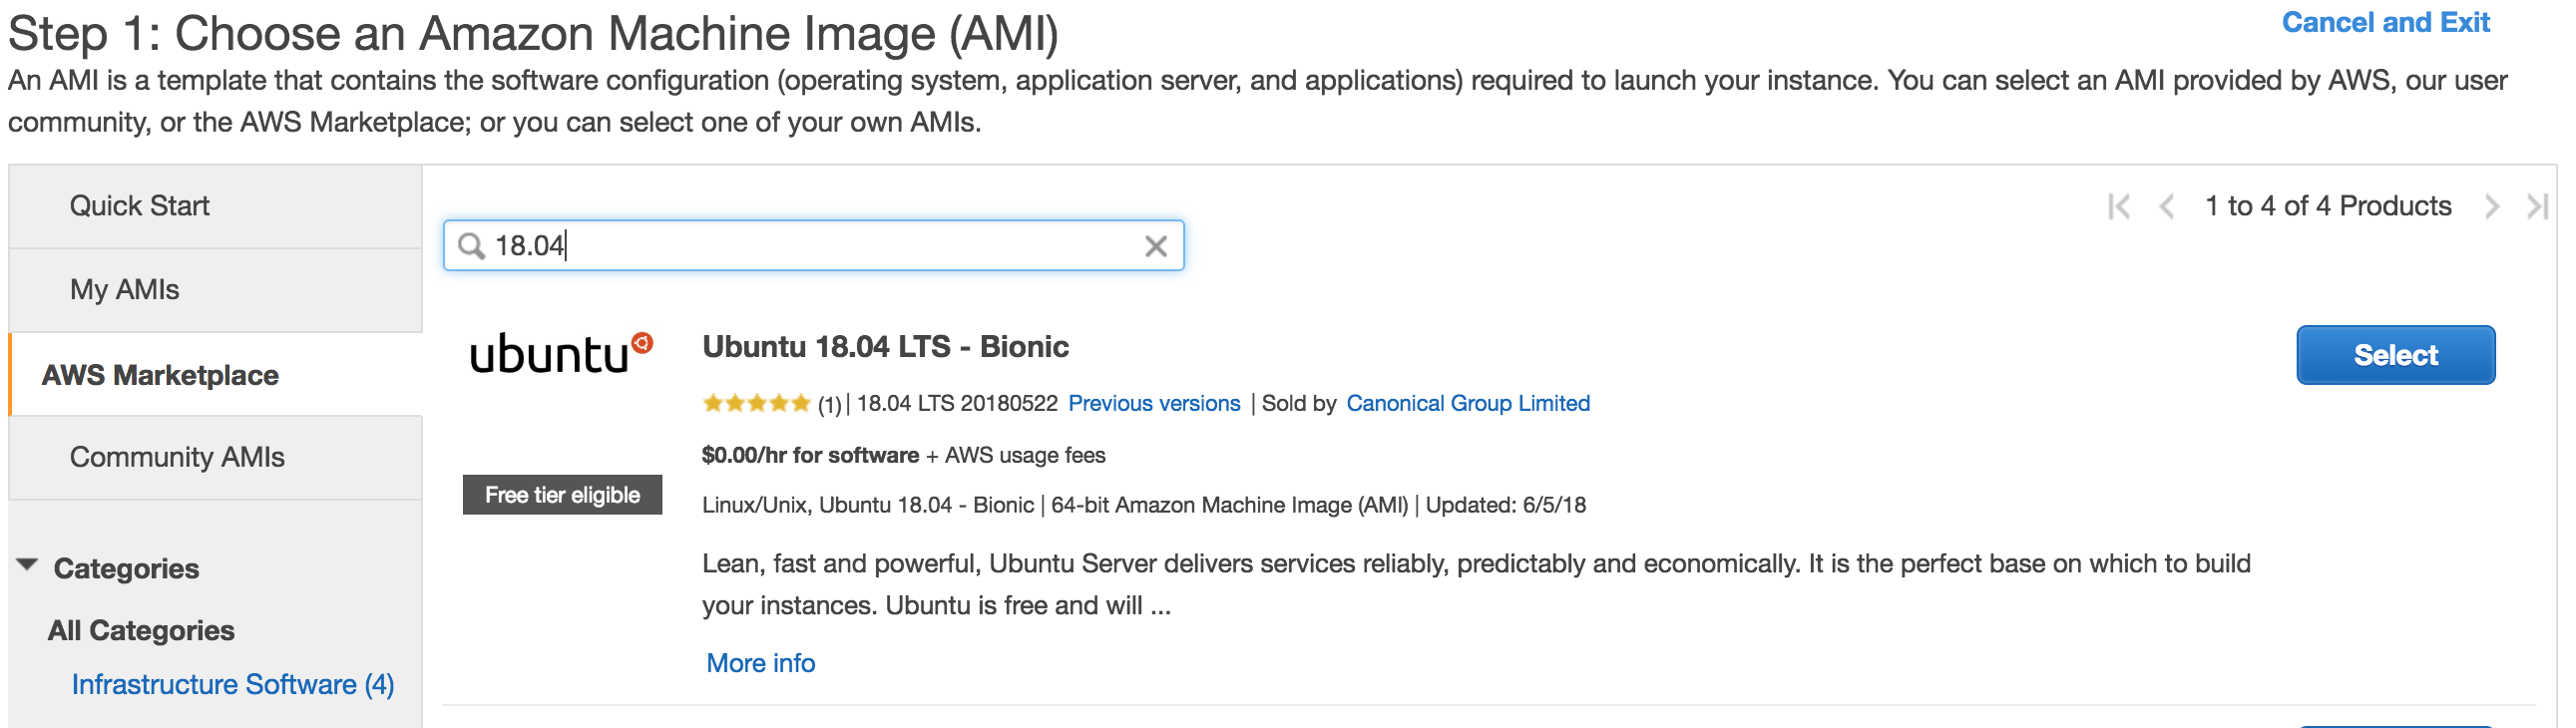 Step 1: Choose an Amazon Machine Image (AMI)
Cancel and Exit
An AMI is a template that contains the software configuration (operating system, application server, and applications) required to launch your instance. You can select an AMI provided by AWS, our user
community, or the AWS Marketplace; or you can select one of your own AMIs.
Quick Start
My AMIs
AWS Marketplace
Community AMIs
Categories
All Categories
Infrastructure Software (4)
1 to 4 of 4 Products
18.04
ubuntu
Free tier eligible
Ubuntu 18.04 LTS - Bionic
(1) | 18.04 LTS 20180522 Previous versions | Sold by Canonical Group Limited
$0.00/hr for software + AWS usage fees
Linux/Unix, Ubuntu 18.04 - Bionic | 64-bit Amazon Machine Image (AMI) | Updated: 6/5/18
Lean, fast and powerful, Ubuntu Server delivers services reliably, predictably and economically. It is the perfect base on which to build
your instances. Ubuntu is free and will ...
More info
Select